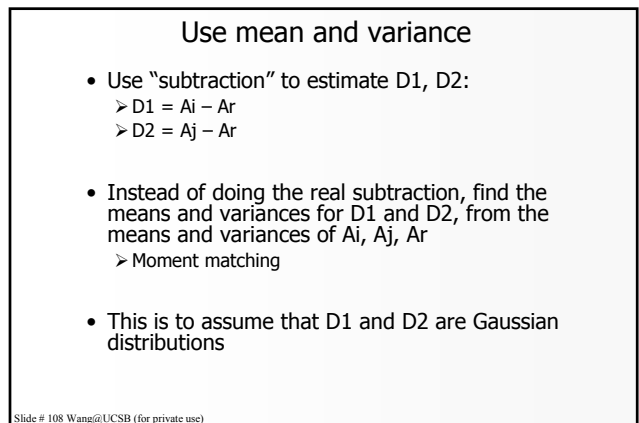 Use mean and variance
• Use “subtraction” to estimate D1, D2:
➢ D1 = Ai – Ar
➢ D2 = Aj – Ar
• Instead of doing the real subtraction, find the
means and variances for D1 and D2, from the
means and variances of Ai, Aj, Ar
➢ Moment matching
• This is to assume that D1 and D2 are Gaussian
distributions
Slide # 108 Wang@UCSB (for private use)